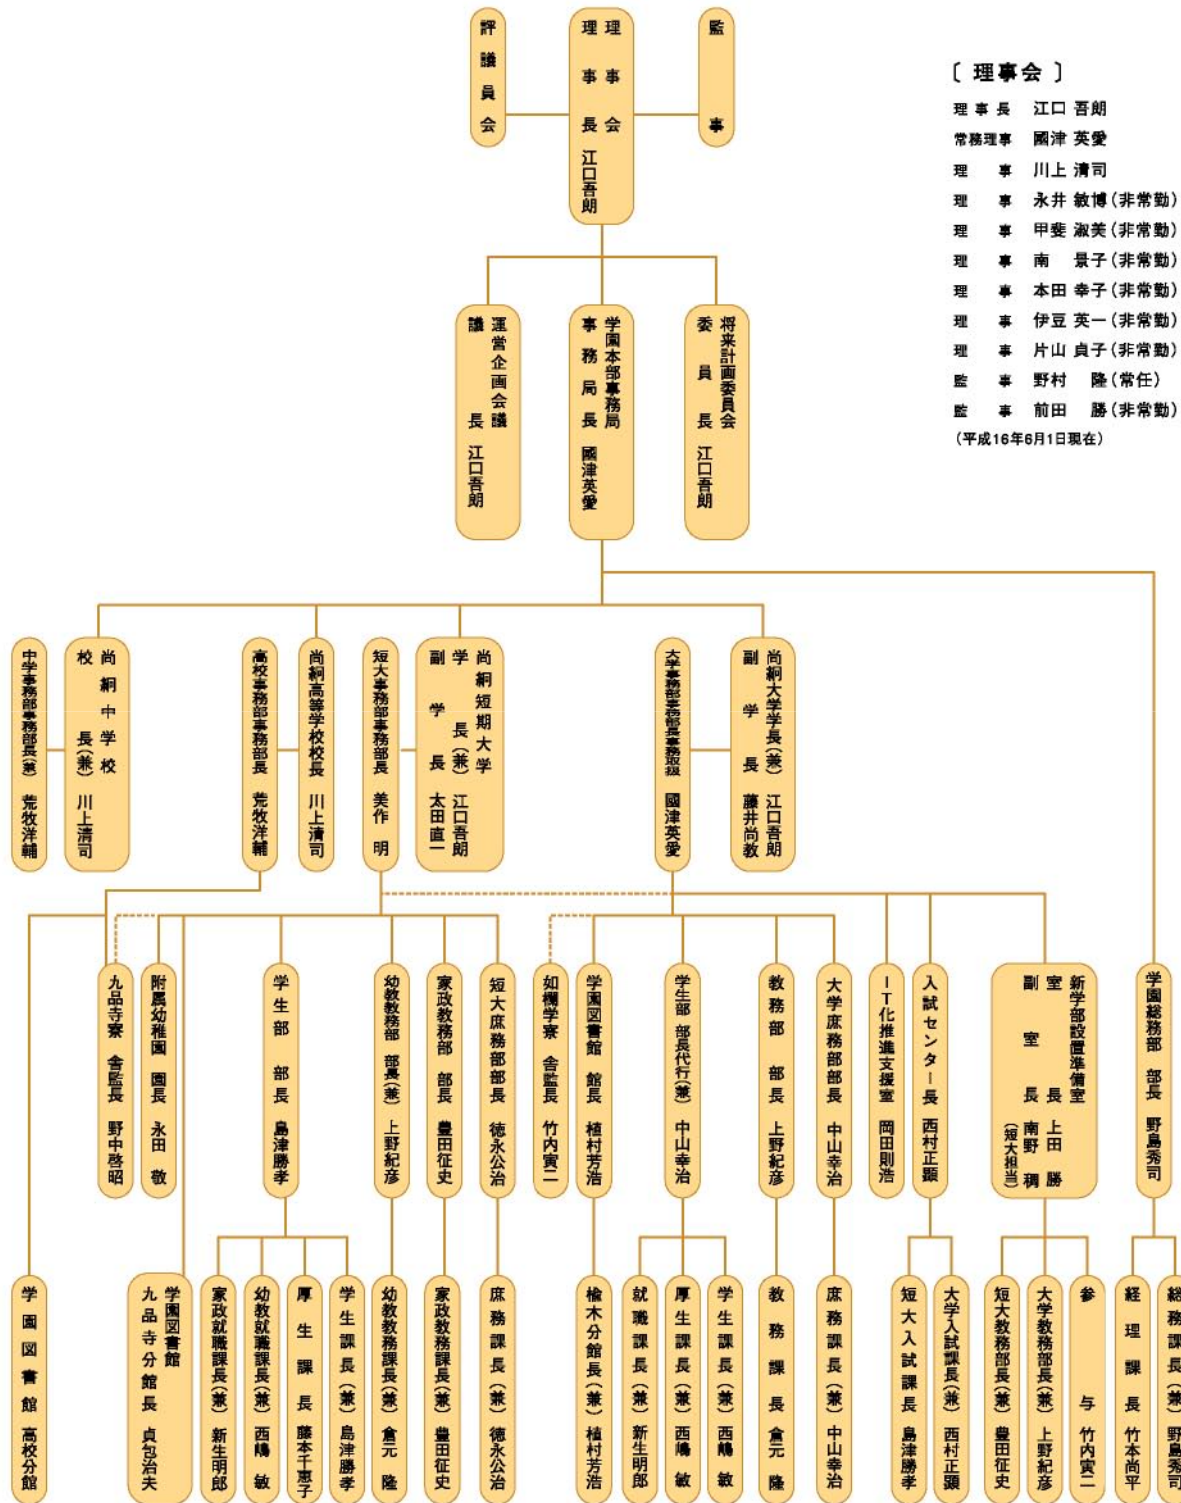 評議員会
理事会
理事長 江口吾朗
監事
〔 理事会 〕
理事長 江口 吾朗
常務理事 國津 英愛
理事 川上 清司
理事 永井 敏博(非常勤)
理事 甲斐 淑美(非常勤)
理事 南 景子(非常勤)
理事 本田 幸子(非常勤)
理事 伊豆 英一(非常勤)
理事 片山 貞子(非常勤)
監事 野村 隆(常任)
監事 前田 勝(非常勤)
(平成16年6月1日現在)
運営企画会議
議長 江口吾朗
学園本部事務局
事務局長 國津英愛
将来計画委員会
委員長 江口吾朗
中学事務部事務部長(兼) 荒牧洋輔
尚絅中学校
校長(兼) 川上清司
高校事務部事務部長 荒牧洋輔
尚絅高等学校校長 川上清司
短大事務部事務部長 美作 明
尚絅短期大学
学長(兼) 江口吾朗
副学長 太田直一
大学事務部事務部長事務取扱 國津英愛
尚絅大学学長(兼) 江口吾朗
副学長 藤井尚教
九品寺寮 舎監長 野中啓昭
附属幼稚園 園長 永田 敬
学生部 部長 島津勝孝
幼教教務部 部長(兼) 上野紀彦
家政教務部 部長 豊田征史
短大庶務部部長 徳永公治
如欄学寮 舎監長 竹内寅二
学園図書館 館長 植村芳浩
学生部 部長代行(兼) 中山幸治
教務部 部長 上野紀彦
大学庶務部部長 中山幸治
IT化推進支援室 岡田則浩
入試センター長 西村正顕
新学部設置準備室
室長 上田 勝
副室長 南野 稠
(短大担当)
学園総務部 部長 野島秀司
学園図書館 高校分館
学園図書館
九品寺分館長 貞包治夫
家政就職課長(兼) 新生明郎
幼教就職課長(兼) 西嶋 敏
厚生課長 藤本千恵子
学生課長(兼) 島津勝孝
幼教教務課長(兼) 倉元 隆
家政教務課長(兼) 豊田征史
庶務課長(兼) 徳永公治
楡木分館長(兼) 植村芳浩
就職課長(兼) 新生明郎
厚生課長(兼) 西嶋 敏
学生課長(兼) 西嶋 敏
教務課長 倉元 隆
庶務課長(兼) 中山幸治
短大入試課長 島津勝孝
大学入試課長(兼) 西村正顕
短大教務部長(兼) 豊田征史
大学教務部長(兼) 上野紀彦
参与 竹内寅二
経理課長 竹本尚平
総務課長(兼) 野島秀司